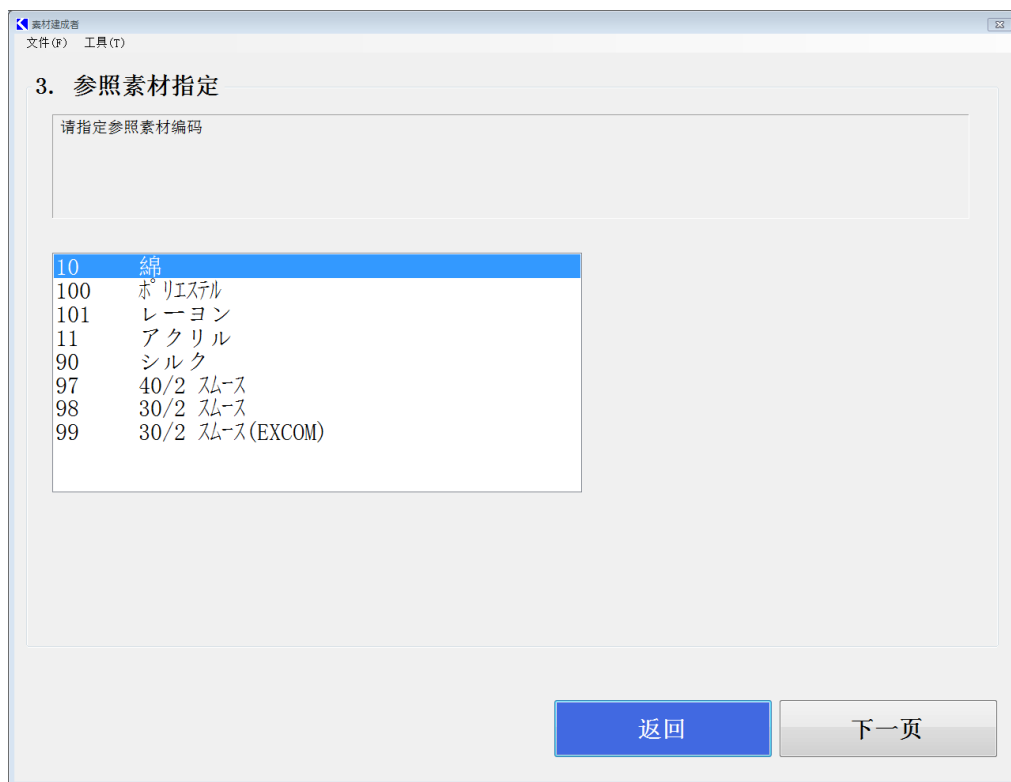 素材建成者
文件(F) 工具(T)
3. 参照素材指定
请指定参照素材编码
10 綿
100 ﾎﾟﾘｴｽﾃﾙ
101 レーヨン
11 アクリル
90 シルク
97 40/2 ｽﾑｰｽ
98 30/2 ｽﾑｰｽ
99 30/2 ｽﾑｰｽ(EXCOM)
返回 下一页